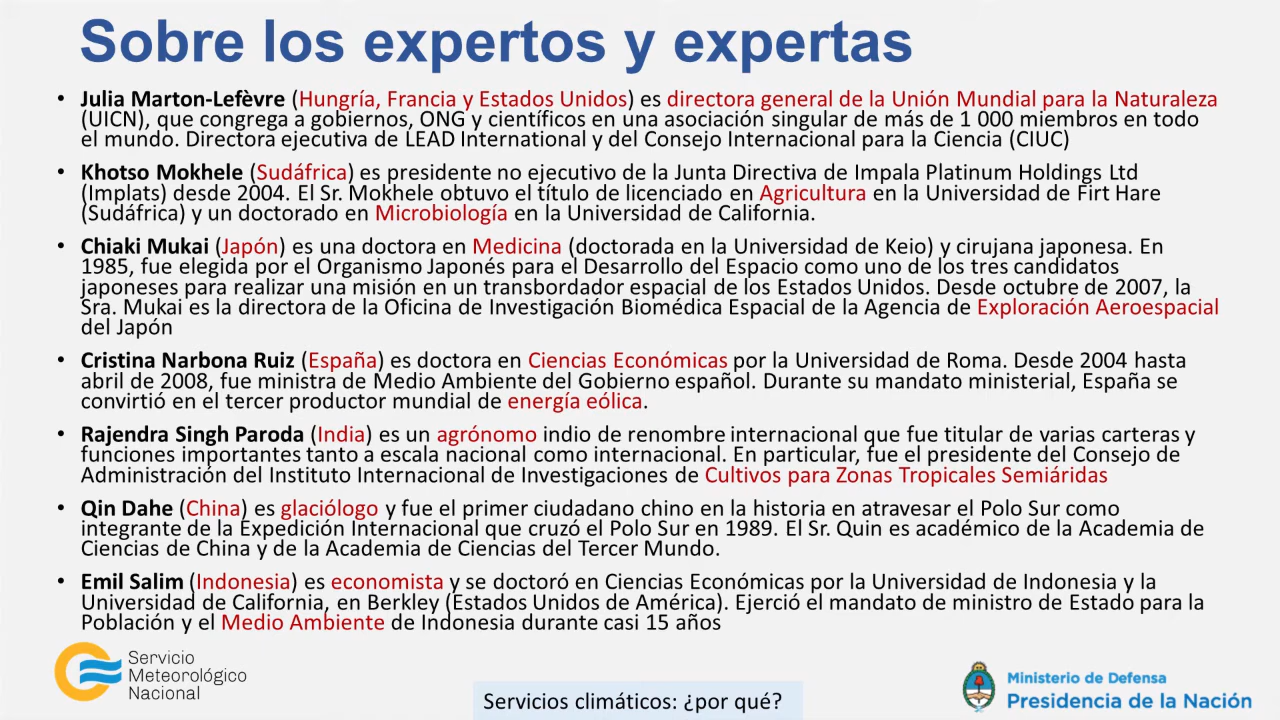 Sobre los expertos y expertas
• Julia Marton-Lefèvre (Hungría, Francia y Estados Unidos) es directora general de la Unión Mundial para la Naturaleza
(UICN), que congrega a gobiernos, ONG y científicos en una asociación singular de más de 1 000 miembros en todo
el mundo. Directora ejecutiva de LEAD International y del Consejo Internacional para la Ciencia (CIUC)
• Khotso Mokhele (Sudáfrica) es presidente no ejecutivo de la Junta Directiva de Impala Platinum Holdings Ltd
(Implats) desde 2004. El Sr. Mokhele obtuvo el título de licenciado en Agricultura en la Universidad de Firt Hare
(Sudáfrica) y un doctorado en Microbiología en la Universidad de California.
• Chiaki Mukai (Japón) es una doctora en Medicina (doctorada en la Universidad de Keio) y cirujana japonesa. En
1985, fue elegida por el Organismo Japonés para el Desarrollo del Espacio como uno de los tres candidatos
japoneses para realizar una misión en un transbordador espacial de los Estados Unidos. Desde octubre de 2007, la
Sra. Mukai es la directora de la Oficina de Investigación Biomédica Espacial de la Agencia de Exploración Aeroespacial
del Japón
• Cristina Narbona Ruiz (España) es doctora en Ciencias Económicas por la Universidad de Roma. Desde 2004 hasta
abril de 2008, fue ministra de Medio Ambiente del Gobierno español. Durante su mandato ministerial, España se
convirtió en el tercer productor mundial de energía eólica.
• Rajendra Singh Paroda (India) es un agrónomo indio de renombre internacional que fue titular de varias carteras y
funciones importantes tanto a escala nacional como internacional. En particular, fue el presidente del Consejo de
Administración del Instituto Internacional de Investigaciones de Cultivos para Zonas Tropicales Semiáridas
• Qin Dahe (China) es glaciólogo y fue el primer ciudadano chino en la historia en atravesar el Polo Sur como
integrante de la Expedición Internacional que cruzó el Polo Sur en 1989. El Sr. Quin es académico de la Academia de
Ciencias de China y de la Academia de Ciencias del Tercer Mundo.
• Emil Salim (Indonesia) es economista y se doctoró en Ciencias Económicas por la Universidad de Indonesia y la
Universidad de California, en Berkley (Estados Unidos de América). Ejerció el mandato de ministro de Estado para la
Población y el Medio Ambiente de Indonesia durante casi 15 años
Servicio
Meteorológico
Nacional
Servicios climáticos: ¿por qué?
Ministerio de Defensa
Presidencia de la Nación